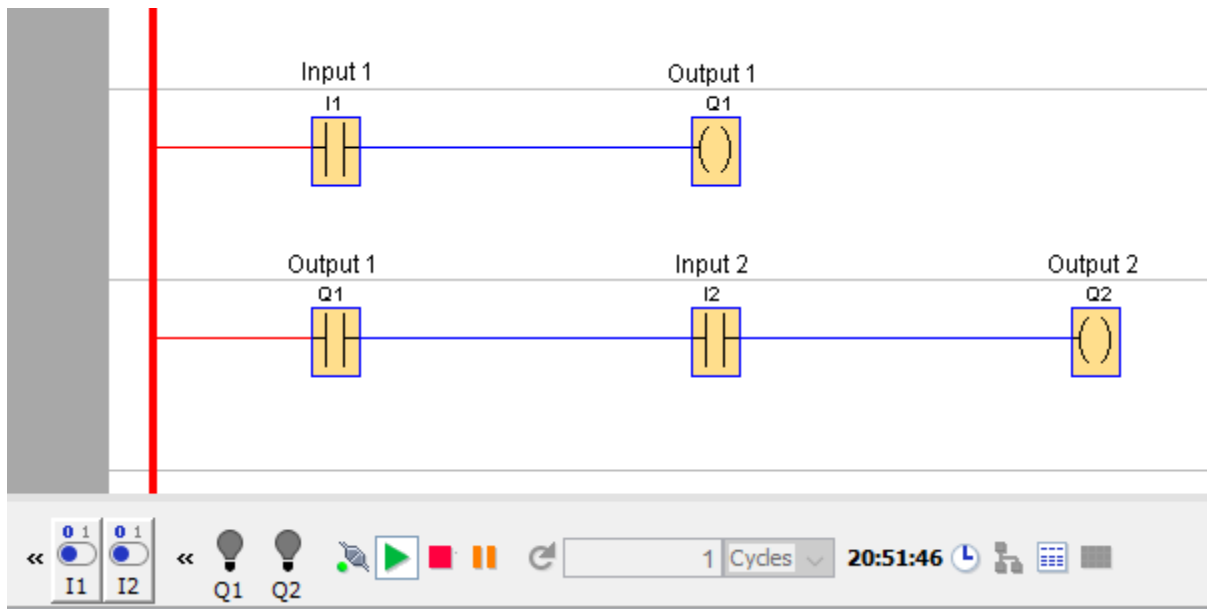 Input 1 Output 1
I1 Q1
Output 1 Input 2 Output 2
Q1 I2 Q2
« 0 1 0 1 « 1 Cycles 20:51:46
I1 I2 Q1 Q2